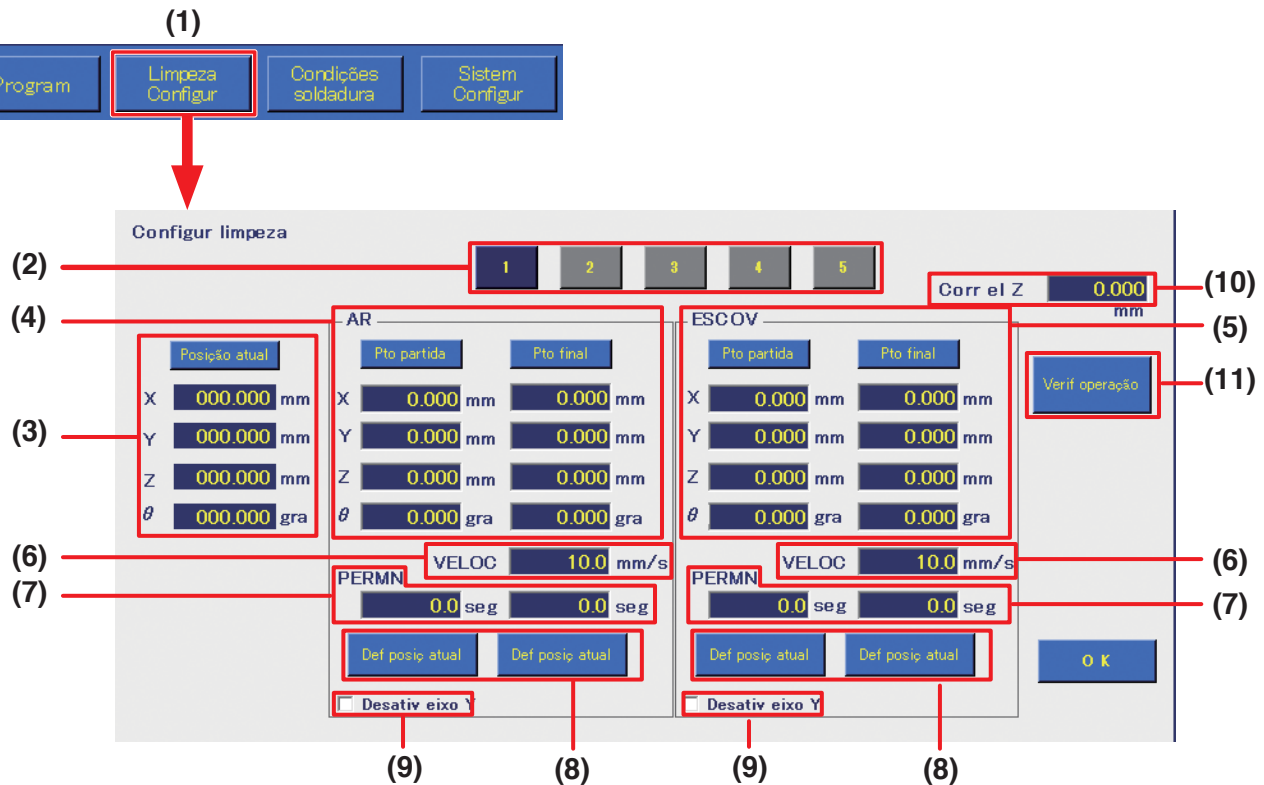 (1)
Program
Limpeza Configur
Condições soldadura
Sistem Configur
Configur limpeza
(2)
1 2 3 4 5
Corr el Z 0.000 mm
(10)
(4)
AR
ESCOV
(5)
Posição atual
Pto partida Pto final
Pto partida Pto final
Verif operação
(11)
(3)
X 000.000 mm X 0.000 mm 0.000 mm X 0.000 mm 0.000 mm
Y 000.000 mm Y 0.000 mm 0.000 mm Y 0.000 mm 0.000 mm
Z 000.000 mm Z 0.000 mm 0.000 mm Z 0.000 mm 0.000 mm
θ 000.000 gra θ 0.000 gra 0.000 gra θ 0.000 gra 0.000 gra
(6) VELOC 10.0 mm/s VELOC 10.0 mm/s (6)
PERMN PERMN
(7) 0.0 seg 0.0 seg 0.0 seg 0.0 seg (7)
Def posiç atual Def posiç atual Def posiç atual Def posiç atual
OK
Desativ eixo Y Desativ eixo Y
(9) (8) (9) (8)